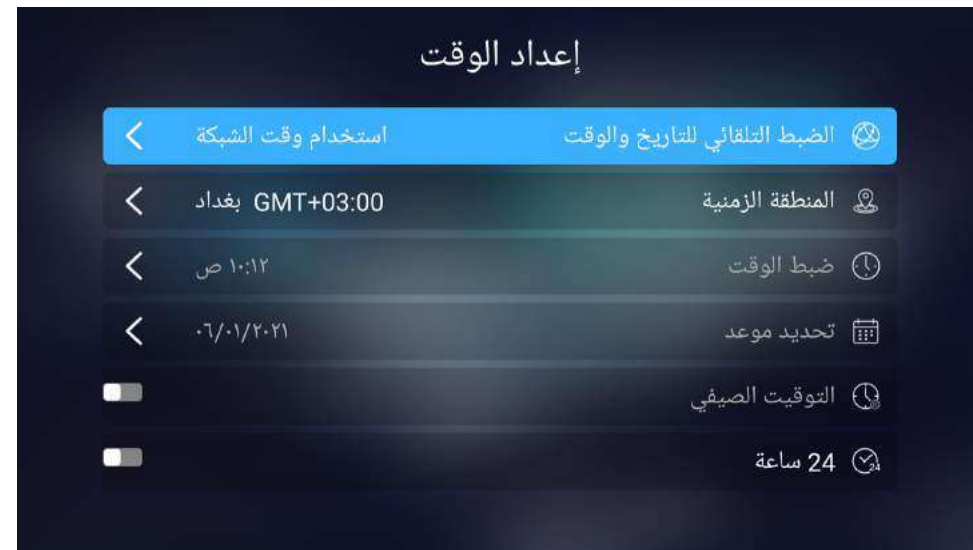 إعداد الوقت
الضبط التلقائي للتاريخ والوقت استخدام وقت الشبكة
المنطقة الزمنية GMT+03:00 بغداد
ضبط الوقت ١٠:١٢ ص
تحديد موعد ٠٦/٠١/٢٠٢١
التوقيت الصيفي
24 ساعة